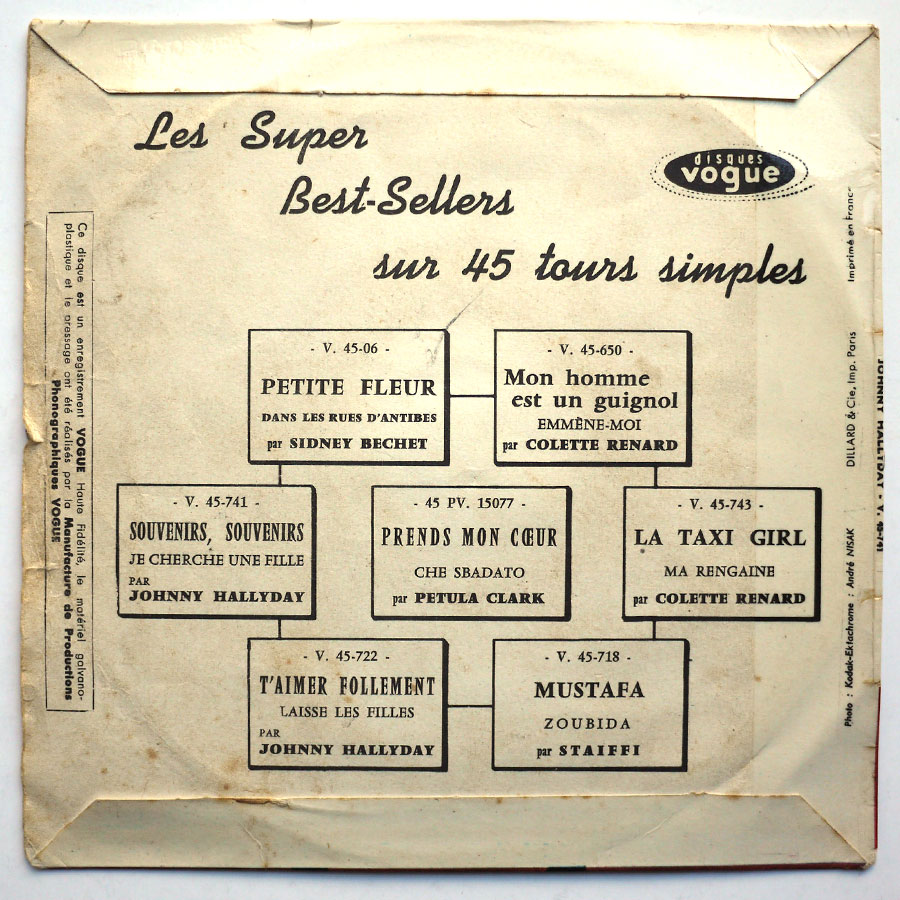 Les Super
Best-Sellers
sur 45 tours simples
disques
vogue
- V. 45-06 -
PETITE FLEUR
DANS LES RUES D'ANTIBES
par SIDNEY BECHET
- V. 45-650 -
Mon homme
est un guignol
EMMÈNE-MOI
par COLETTE RENARD
- V. 45-741 -
SOUVENIRS, SOUVENIRS
JE CHERCHE UNE FILLE
PAR
JOHNNY HALLYDAY
45 PV. 15077 -
PRENDS MON CŒUR
CHE SBADATO
par PETULA CLARK
- V. 45-743 -
LA TAXI GIRL
MA RENGAINE
par COLETTE RENARD
- V. 45-722 -
T'AIMER FOLLEMENT
LAISSE LES FILLES
PAR
JOHNNY HALLYDAY
- V. 45-718 -
MUSTAFA
ZOUBIDA
par STAIFFI
Ce disque est un enregistrement VOGUE Haute Fidélité, le matériel galvano-
plastique et le pressage ont été réalisés par la Manufacture de Productions
Phonographiques VOGUE
Photo : Kodak-Ektachrome : André NISAK DILLARD & Cie, Imp. Paris Imprimé en France
JOHNNY HALLYDAY - V. 45-741